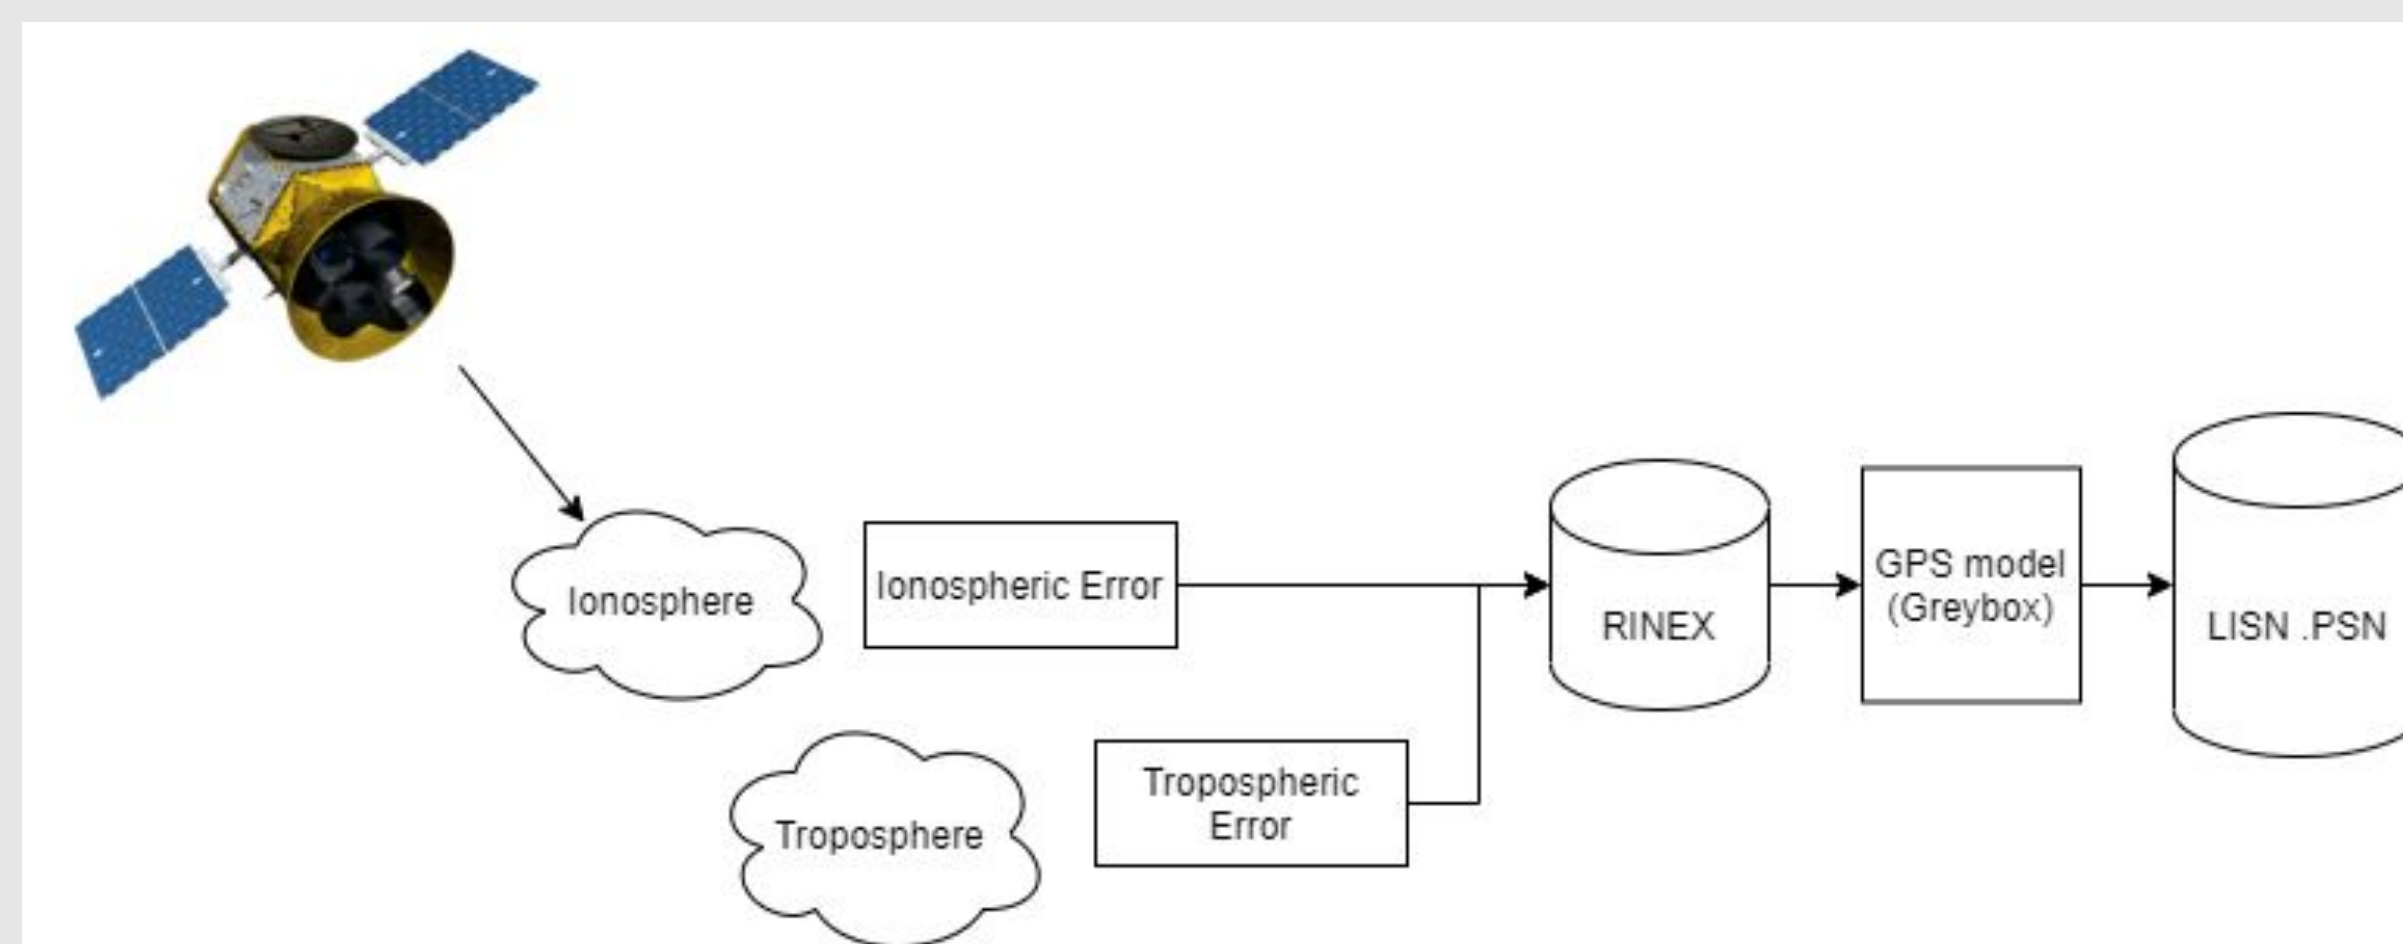 Ionosphere
Ionospheric Error
RINEX
GPS model
(Greybox)
LISN .PSN
Troposphere
Tropospheric
Error